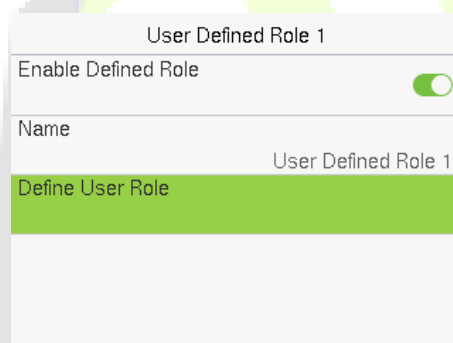 User Defined Role 1
Enable Defined Role
Name
User Defined Role 1
Define User Role